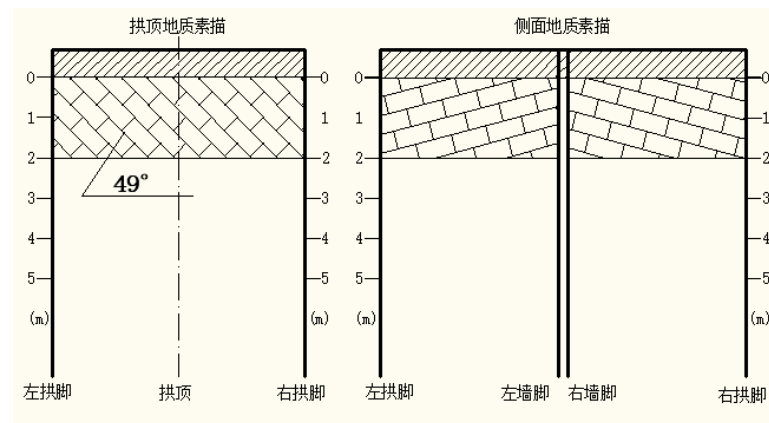 拱顶地质素描 侧面地质素描
0 0 0 0
1 1 1 1
2 2 2 2
49°
3 3 3 3
4 4 4 4
5 5 5 5
(m) (m) (m) (m)
左拱脚 拱顶 右拱脚 左拱脚 左墙脚 右墙脚 右拱脚